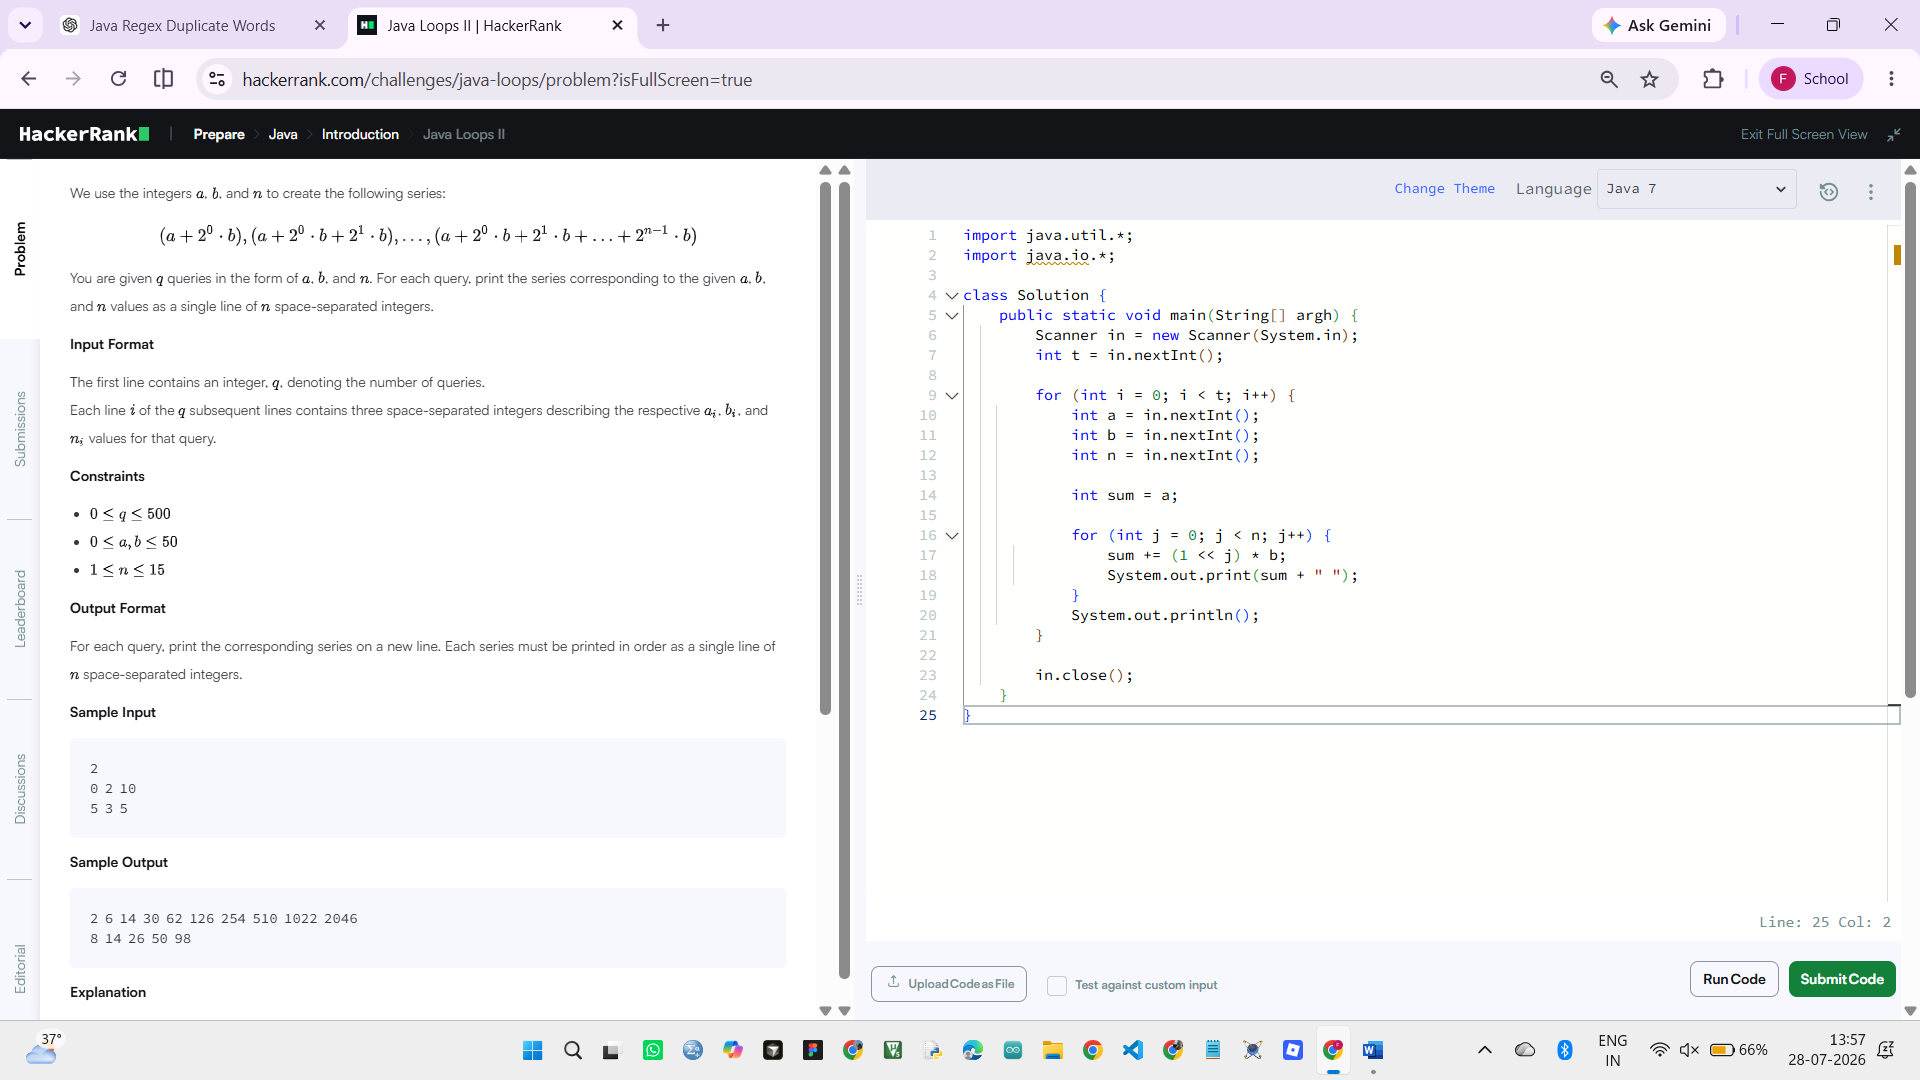 Java Regex Duplicate Words
Java Loops II | HackerRank
Ask Gemini
hackerrank.com/challenges/java-loops/problem?isFullScreen=true
F School
HackerRank | Prepare > Java > Introduction > Java Loops II
Exit Full Screen View
Problem
Submissions
Leaderboard
Discussions
Editorial
We use the integers a, b, and n to create the following series:
(a + 2⁰ · b), (a + 2⁰ · b + 2¹ · b), . . . , (a + 2⁰ · b + 2¹ · b + . . . + 2ⁿ⁻¹ · b)
You are given q queries in the form of a, b, and n. For each query, print the series corresponding to the given a, b,
and n values as a single line of n space-separated integers.
Input Format
The first line contains an integer, q, denoting the number of queries.
Each line i of the q subsequent lines contains three space-separated integers describing the respective aᵢ, bᵢ, and
nᵢ values for that query.
Constraints
• 0 ≤ q ≤ 500
• 0 ≤ a, b ≤ 50
• 1 ≤ n ≤ 15
Output Format
For each query, print the corresponding series on a new line. Each series must be printed in order as a single line of
n space-separated integers.
Sample Input
2
0 2 10
5 3 5
Sample Output
2 6 14 30 62 126 254 510 1022 2046
8 14 26 50 98
Explanation
Change Theme Language Java 7
1 import java.util.*;
2 import java.io.*;
3
4 class Solution {
5 public static void main(String[] argh) {
6 Scanner in = new Scanner(System.in);
7 int t = in.nextInt();
8
9 for (int i = 0; i < t; i++) {
10 int a = in.nextInt();
11 int b = in.nextInt();
12 int n = in.nextInt();
13
14 int sum = a;
15
16 for (int j = 0; j < n; j++) {
17 sum += (1 << j) * b;
18 System.out.print(sum + " ");
19 }
20 System.out.println();
21 }
22
23 in.close();
24 }
25 }
Line: 25 Col: 2
Upload Code as File
Test against custom input
Run Code
Submit Code
37°
ENG
IN
66%
13:57
28-07-2026